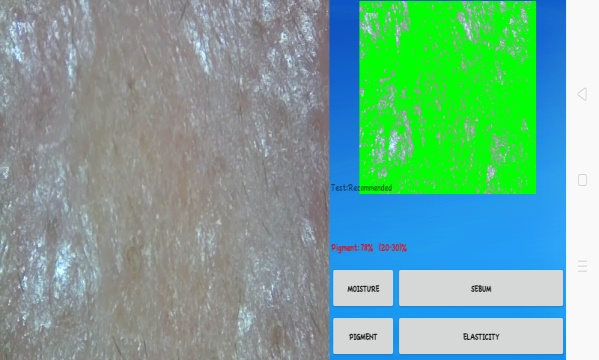 Test:Recommended
Pigment: 78% (20-30)%
MOISTURE
SEBUM
PIGMENT
ELASTICITY